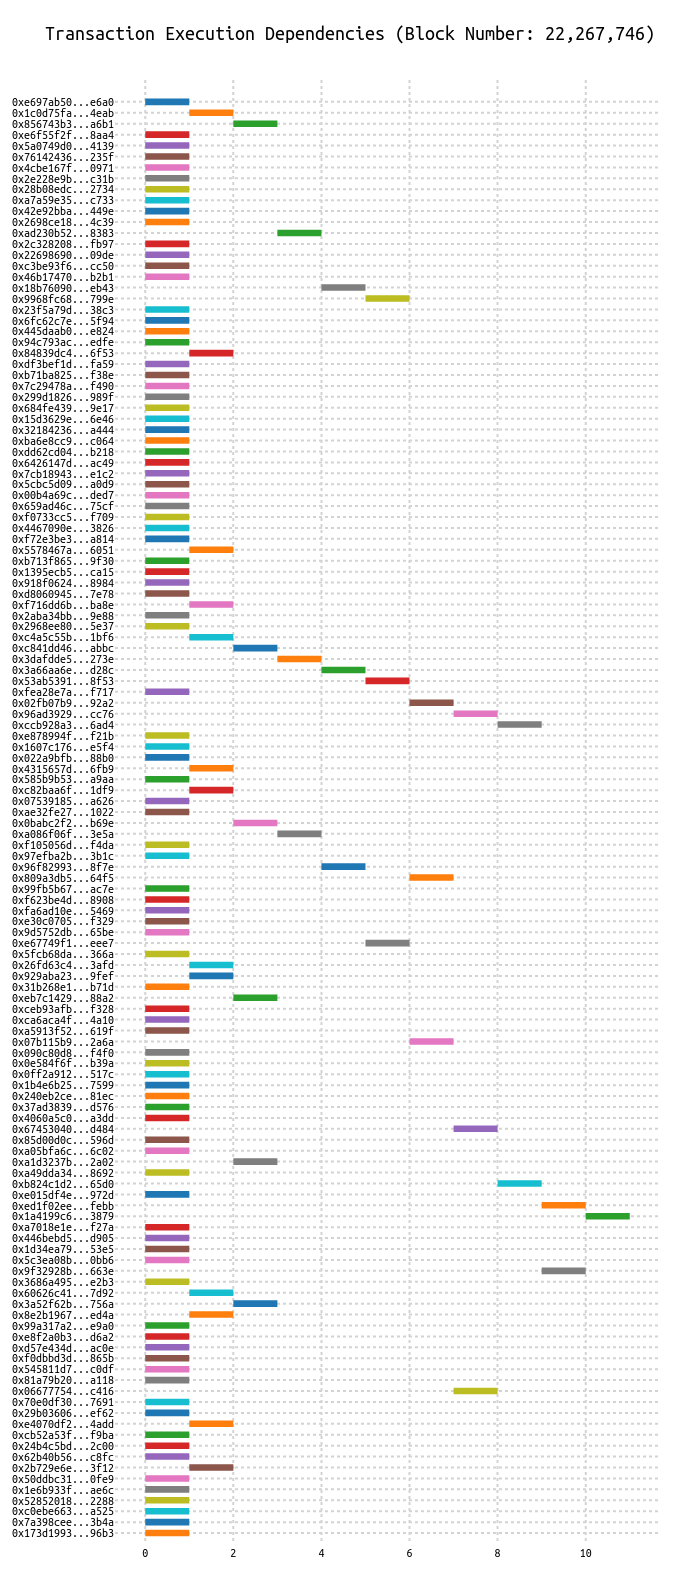 Transaction Execution Dependencies (Block Number: 22,267,746)
0xe697ab50...e6a0
0x1c0d75fa...4eab
0x856743b3...a6b1
0xe6f55f2f...8aa4
0x5a0749d0...4139
0x76142436...235f
0x4cbe167f...0971
0x2e228e9b...c31b
0x28b08edc...2734
0xa7a59e35...c733
0x42e92bba...449e
0x2698ce18...4c39
0xad230b52...8383
0x2c328208...fb97
0x22698690...09de
0xc3be93f6...cc50
0x46b17470...b2b1
0x18b76090...eb43
0x9968fc68...799e
0x23f5a79d...38c3
0x6fc62c7e...5f94
0x445daab0...e824
0x94c793ac...edfe
0x84839dc4...6f53
0xdf3bef1d...fa59
0xb71ba825...f38e
0x7c29478a...f490
0x299d1826...989f
0x684fe439...9e17
0x15d3629e...6e46
0x32184236...a444
0xba6e8cc9...c064
0xdd62cd04...b218
0x6426147d...ac49
0x7cb18943...e1c2
0x5cbc5d09...a0d9
0x00b4a69c...ded7
0x659ad46c...75cf
0xf0733cc5...f709
0x4467090e...3826
0xf72e3be3...a814
0x5578467a...6051
0xb713f865...9f30
0x1395ecb5...ca15
0x918f0624...8984
0xd8060945...7e78
0xf716dd6b...ba8e
0x2aba34bb...9e88
0x2968ee80...5e37
0xc4a5c55b...1bf6
0xc841dd46...abbc
0x3dafdde5...273e
0x3a66aa6e...d28c
0x53ab5391...8f53
0xfea28e7a...f717
0x02fb07b9...92a2
0x96ad3929...cc76
0xccb928a3...6ad4
0xe878994f...f21b
0x1607c176...e5f4
0x022a9bfb...88b0
0x4315657d...6fb9
0x585b9b53...a9aa
0xc82baa6f...1df9
0x07539185...a626
0xae32fe27...1022
0x0babc2f2...b69e
0xa086f06f...3e5a
0xf105056d...f4da
0x97efba2b...3b1c
0x96f82993...8f7e
0x809a3db5...64f5
0x99fb5b67...ac7e
0xf623be4d...8908
0xfa6ad10e...5469
0xe30c0705...f329
0x9d5752db...65be
0xe67749f1...eee7
0x5fcb68da...366a
0x26fd63c4...3afd
0x929aba23...9fef
0x31b268e1...b71d
0xeb7c1429...88a2
0xceb93afb...f328
0xca6aca4f...4a10
0xa5913f52...619f
0x07b115b9...2a6a
0x090c80d8...f4f0
0x0e584f6f...b39a
0x0ff2a912...517c
0x1b4e6b25...7599
0x240eb2ce...81ec
0x37ad3839...d576
0x4060a5c0...a3dd
0x67453040...d484
0x85d00d0c...596d
0xa05bfa6c...6c02
0xa1d3237b...2a02
0xa49dda34...8692
0xb824c1d2...65d0
0xe015df4e...972d
0xed1f02ee...febb
0x1a4199c6...3879
0xa7018e1e...f27a
0x446bebd5...d905
0x1d34ea79...53e5
0x5c3ea08b...0bb6
0x9f32928b...663e
0x3686a495...e2b3
0x60626c41...7d92
0x3a52f62b...756a
0x8e2b1967...ed4a
0x99a317a2...e9a0
0xe8f2a0b3...d6a2
0xd57e434d...ac0e
0xf0dbbd3d...865b
0x545811d7...c0df
0x81a79b20...a118
0x06677754...c416
0x70e0df30...7691
0x29b03606...ef62
0xe4070df2...4add
0xcb52a53f...f9ba
0x24b4c5bd...2c00
0x62b40b56...c8fc
0x2b729e6e...3f12
0x50ddbc31...0fe9
0x1e6b933f...ae6c
0x52852018...2288
0xc0ebe663...a525
0x7a398cee...3b4a
0x173d1993...96b3
0 2 4 6 8 10